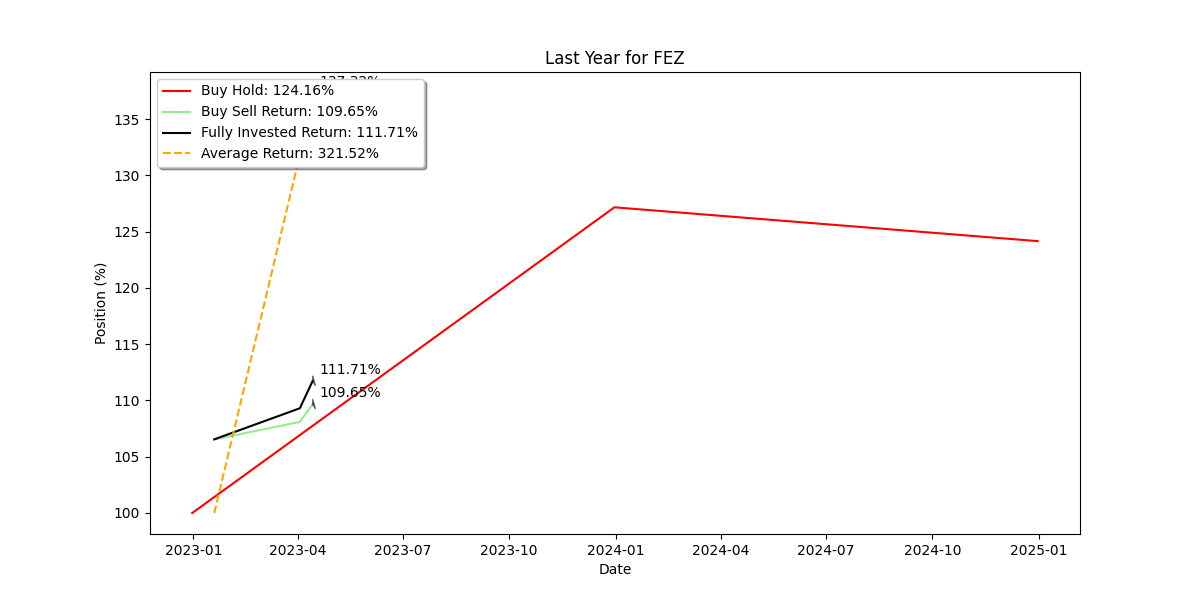 Last Year for FEZ
Buy Hold: 124.16%
Buy Sell Return: 109.65%
Fully Invested Return: 111.71%
Average Return: 321.52%
135
130
125
120
115
110
105
100
Position (%)
111.71%
109.65%
2023-01 2023-04 2023-07 2023-10 2024-01 2024-04 2024-07 2024-10 2025-01
Date